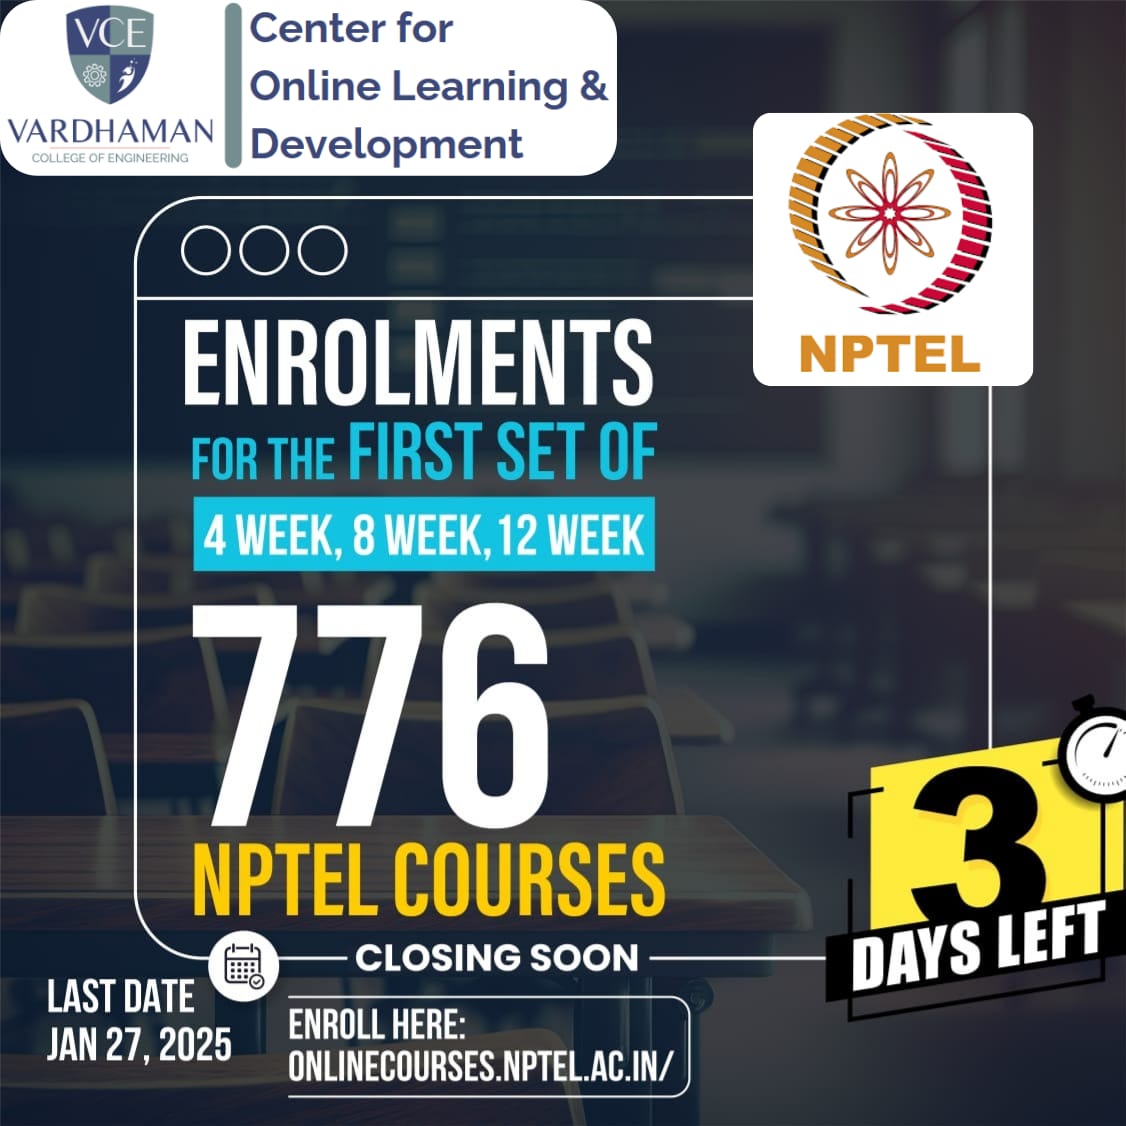 VCE
VARDHAMAN
COLLEGE OF ENGINEERING
Center for
Online Learning &
Development
NPTEL
ENROLMENTS
FOR THE FIRST SET OF
4 WEEK, 8 WEEK, 12 WEEK
776
NPTEL COURSES
CLOSING SOON
3
DAYS LEFT
LAST DATE
JAN 27, 2025
ENROLL HERE:
ONLINECOURSES.NPTEL.AC.IN/